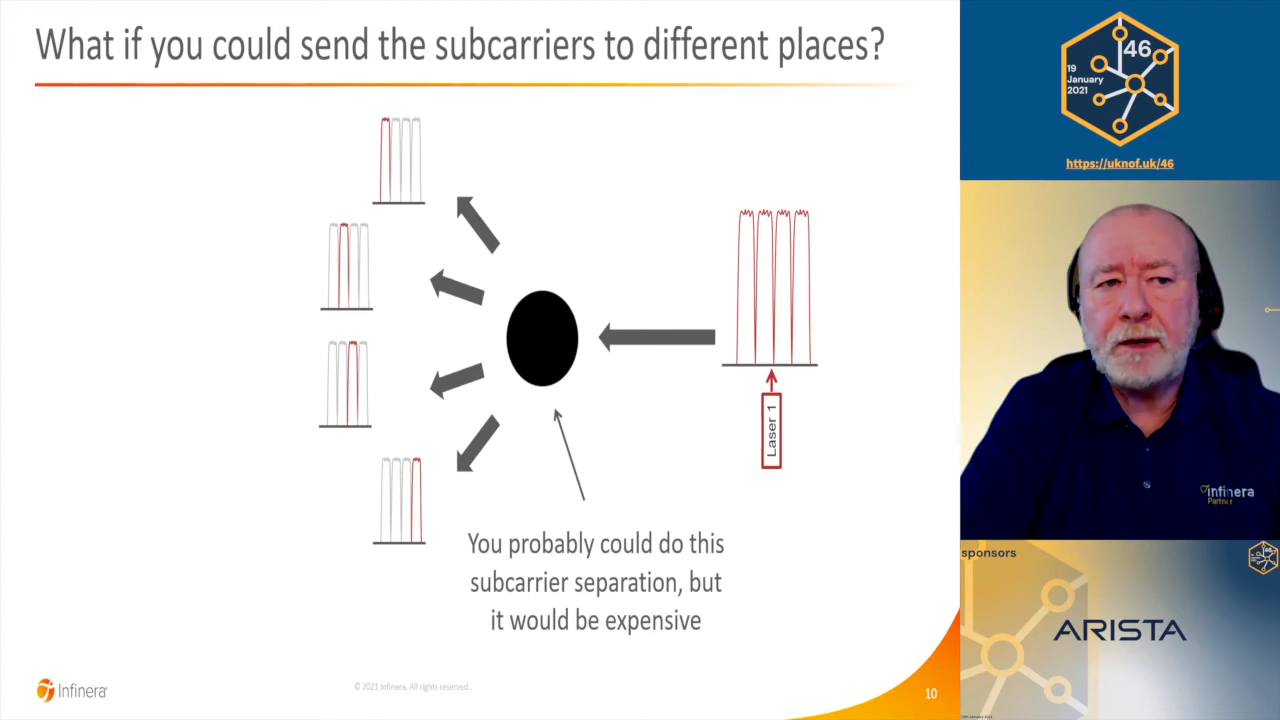 What if you could send the subcarriers to different places?
Laser 1
You probably could do this
subcarrier separation, but
it would be expensive
Infinera
© 2021 Infinera. All rights reserved.
10
46
19
January
2021
https://uknof.uk/46
infinera
Partner
sponsors
46
ARISTA